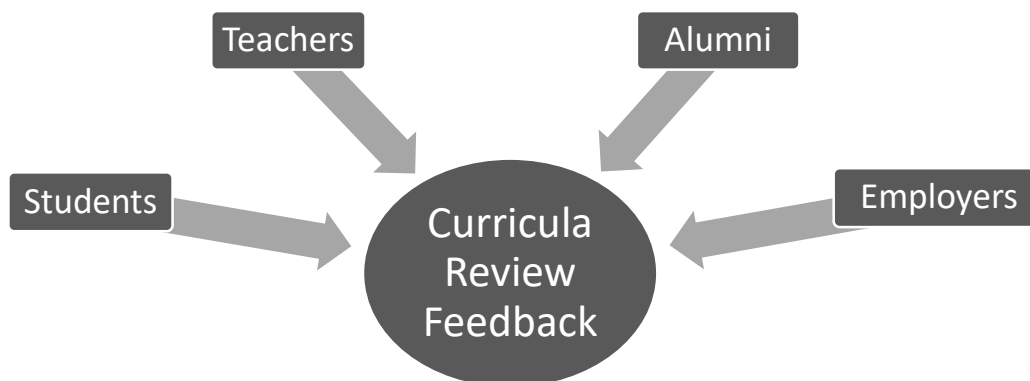 Teachers
Alumni
Students
Employers
Curricula
Review
Feedback